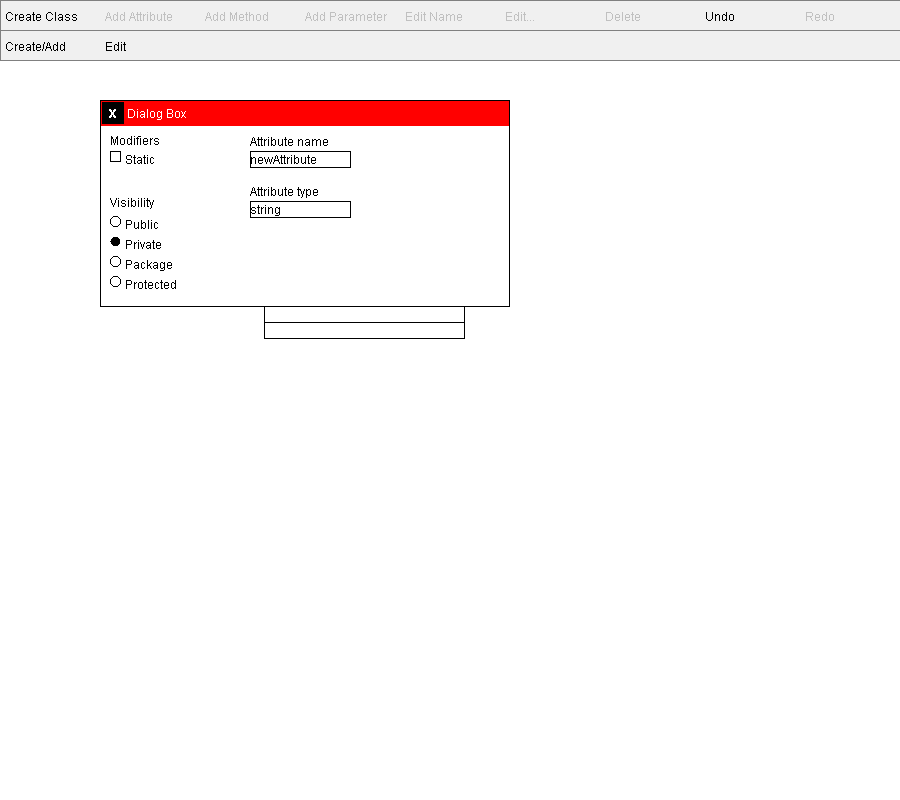 Create Class Add Attribute Add Method Add Parameter Edit Name Edit... Delete Undo Redo
Create/Add Edit
X Dialog Box
Modifiers
Static
Visibility
Public
Private
Package
Protected
Attribute name
newAttribute
Attribute type
string